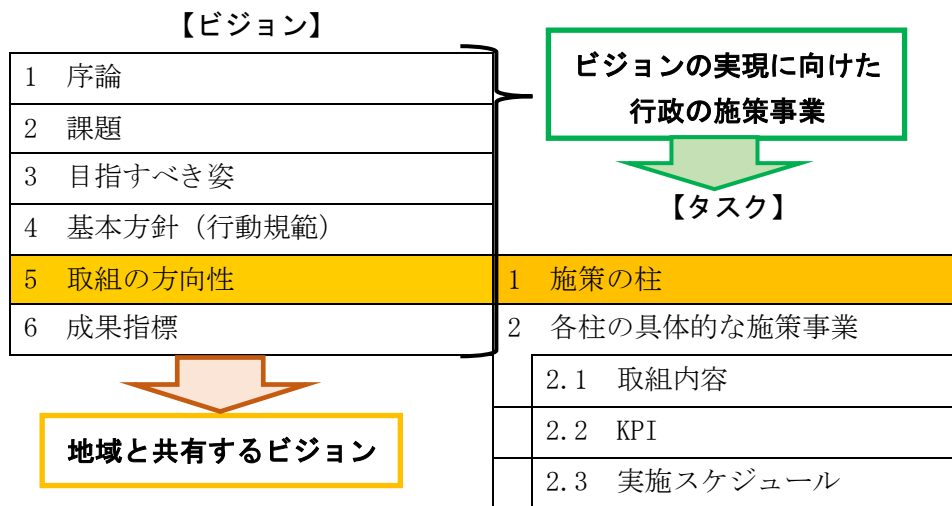 【ビジョン】
1 序論
2 課題
3 目指すべき姿
4 基本方針（行動規範）
5 取組の方向性
6 成果指標
地域と共有するビジョン
ビジョンの実現に向けた
行政の施策事業
【タスク】
1 施策の柱
2 各柱の具体的な施策事業
2.1 取組内容
2.2 KPI
2.3 実施スケジュール